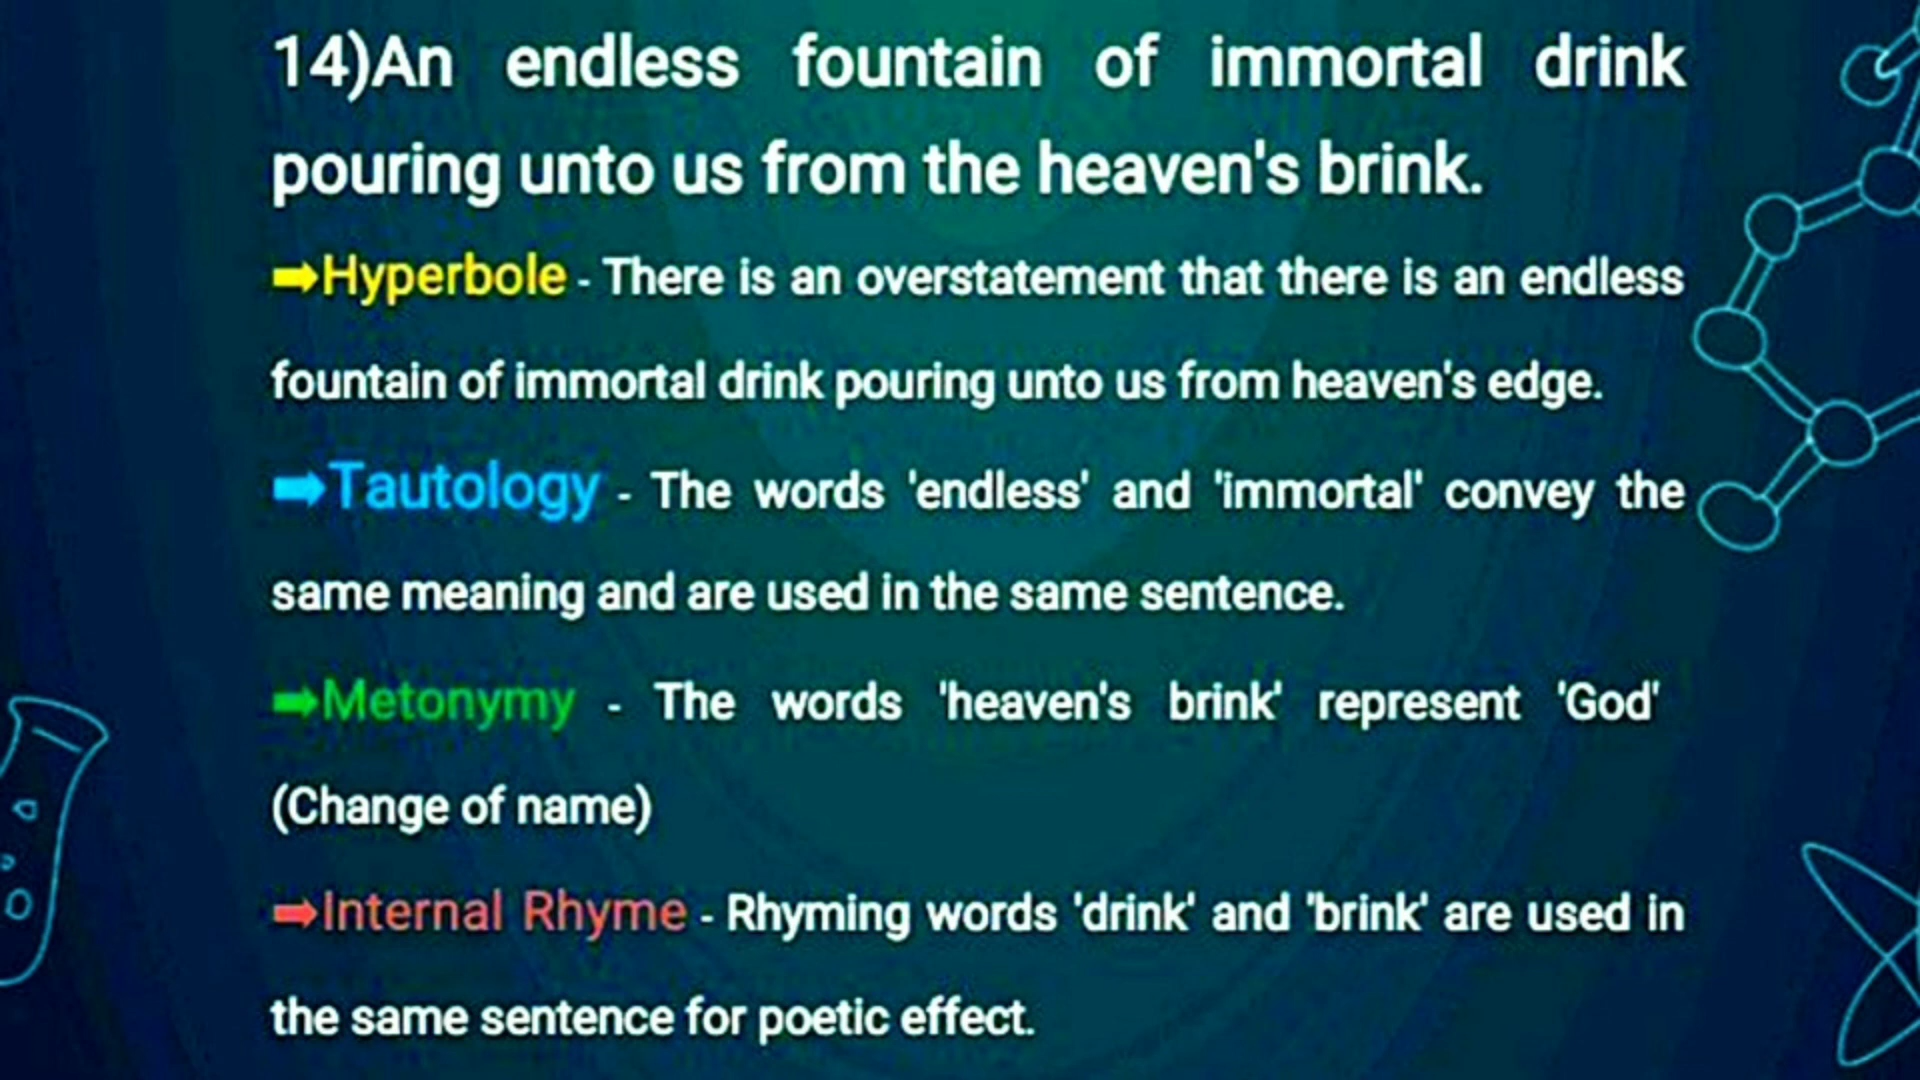 14)An endless fountain of immortal drink
pouring unto us from the heaven's brink.
➡Hyperbole - There is an overstatement that there is an endless
fountain of immortal drink pouring unto us from heaven's edge.
➡Tautology - The words 'endless' and 'immortal' convey the
same meaning and are used in the same sentence.
➡Metonymy - The words 'heaven's brink' represent 'God'
(Change of name)
➡Internal Rhyme - Rhyming words 'drink' and 'brink' are used in
the same sentence for poetic effect.